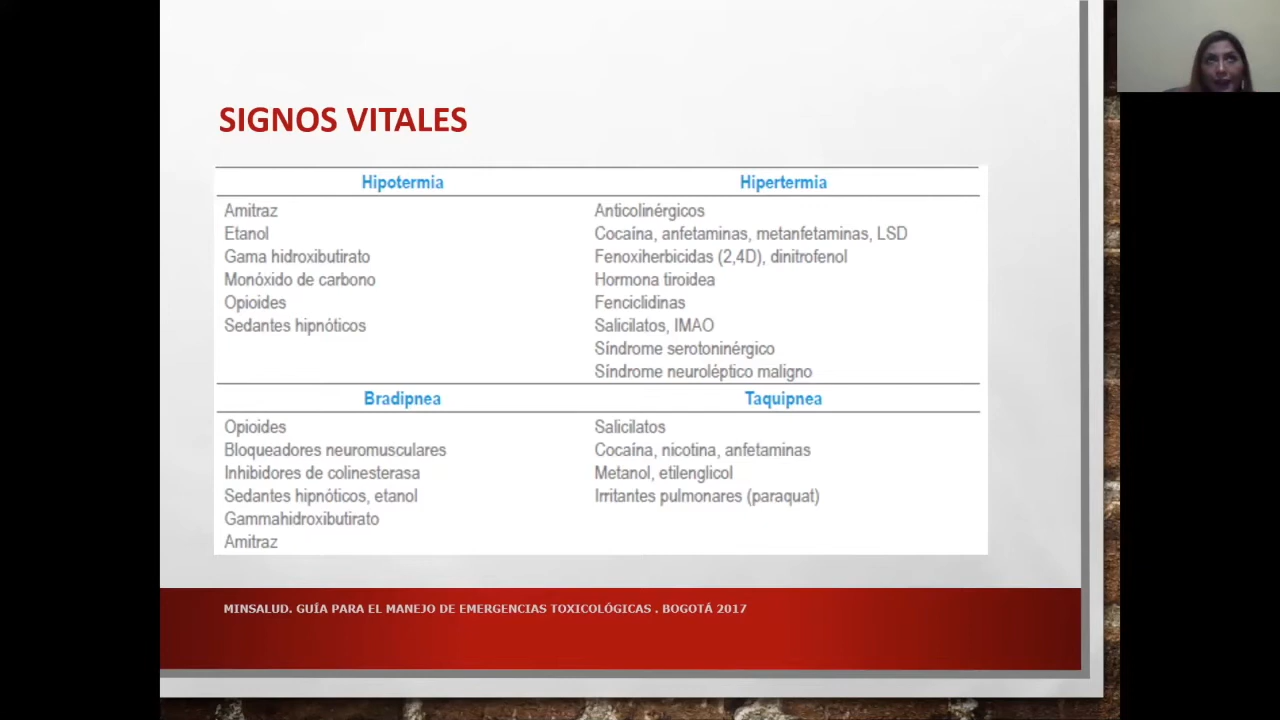 SIGNOS VITALES
Hipotermia
Hipertermia
Amitraz
Etanol
Gama hidroxibutirato
Monóxido de carbono
Opioides
Sedantes hipnóticos
Anticolinérgicos
Cocaína, anfetaminas, metanfetaminas, LSD
Fenoxiherbicidas (2,4D), dinitrofenol
Hormona tiroidea
Fenciclidinas
Salicilatos, IMAO
Síndrome serotoninérgico
Síndrome neuroléptico maligno
Bradipnea
Taquipnea
Opioides
Bloqueadores neuromusculares
Inhibidores de colinesterasa
Sedantes hipnóticos, etanol
Gammahidroxibutirato
Amitraz
Salicilatos
Cocaína, nicotina, anfetaminas
Metanol, etilenglicol
Irritantes pulmonares (paraquat)
MINSALUD. GUÍA PARA EL MANEJO DE EMERGENCIAS TOXICOLÓGICAS . BOGOTÁ 2017